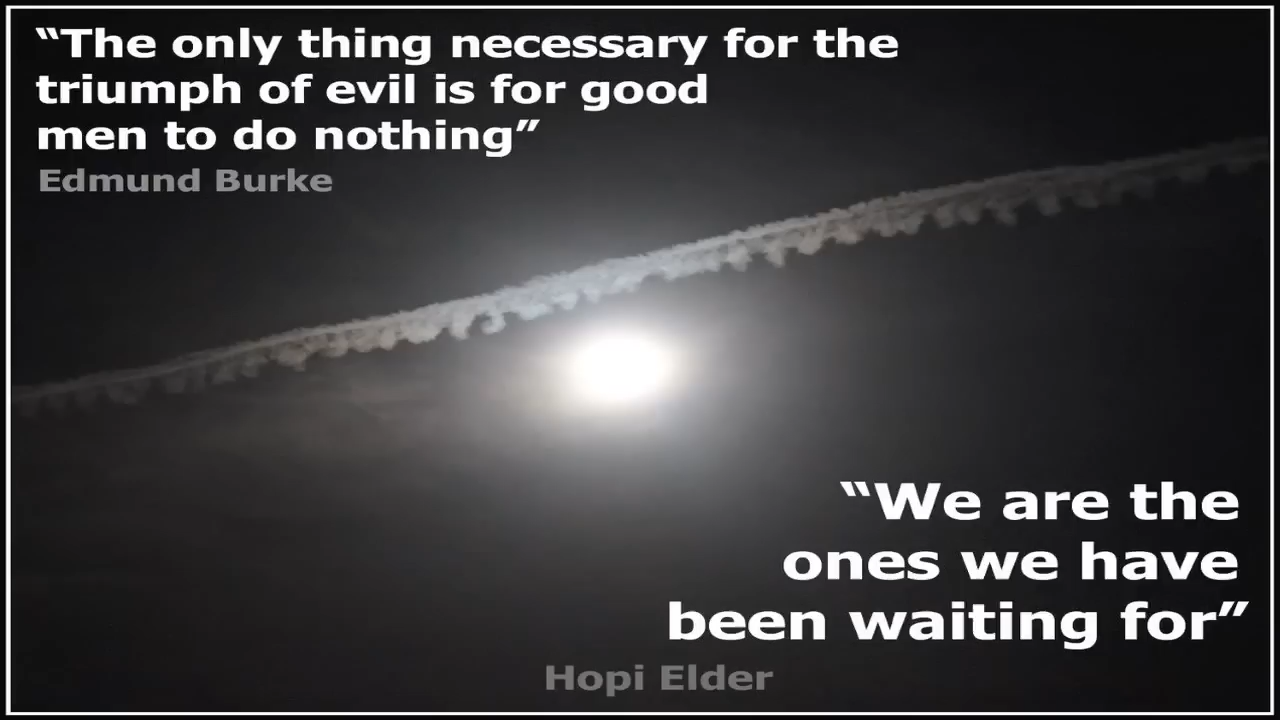 “The only thing necessary for the
triumph of evil is for good
men to do nothing”
Edmund Burke
“We are the
ones we have
been waiting for”
Hopi Elder